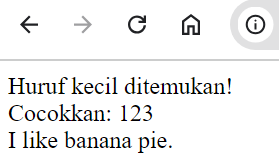 Huruf kecil ditemukan!
Cocokkan: 123
I like banana pie.